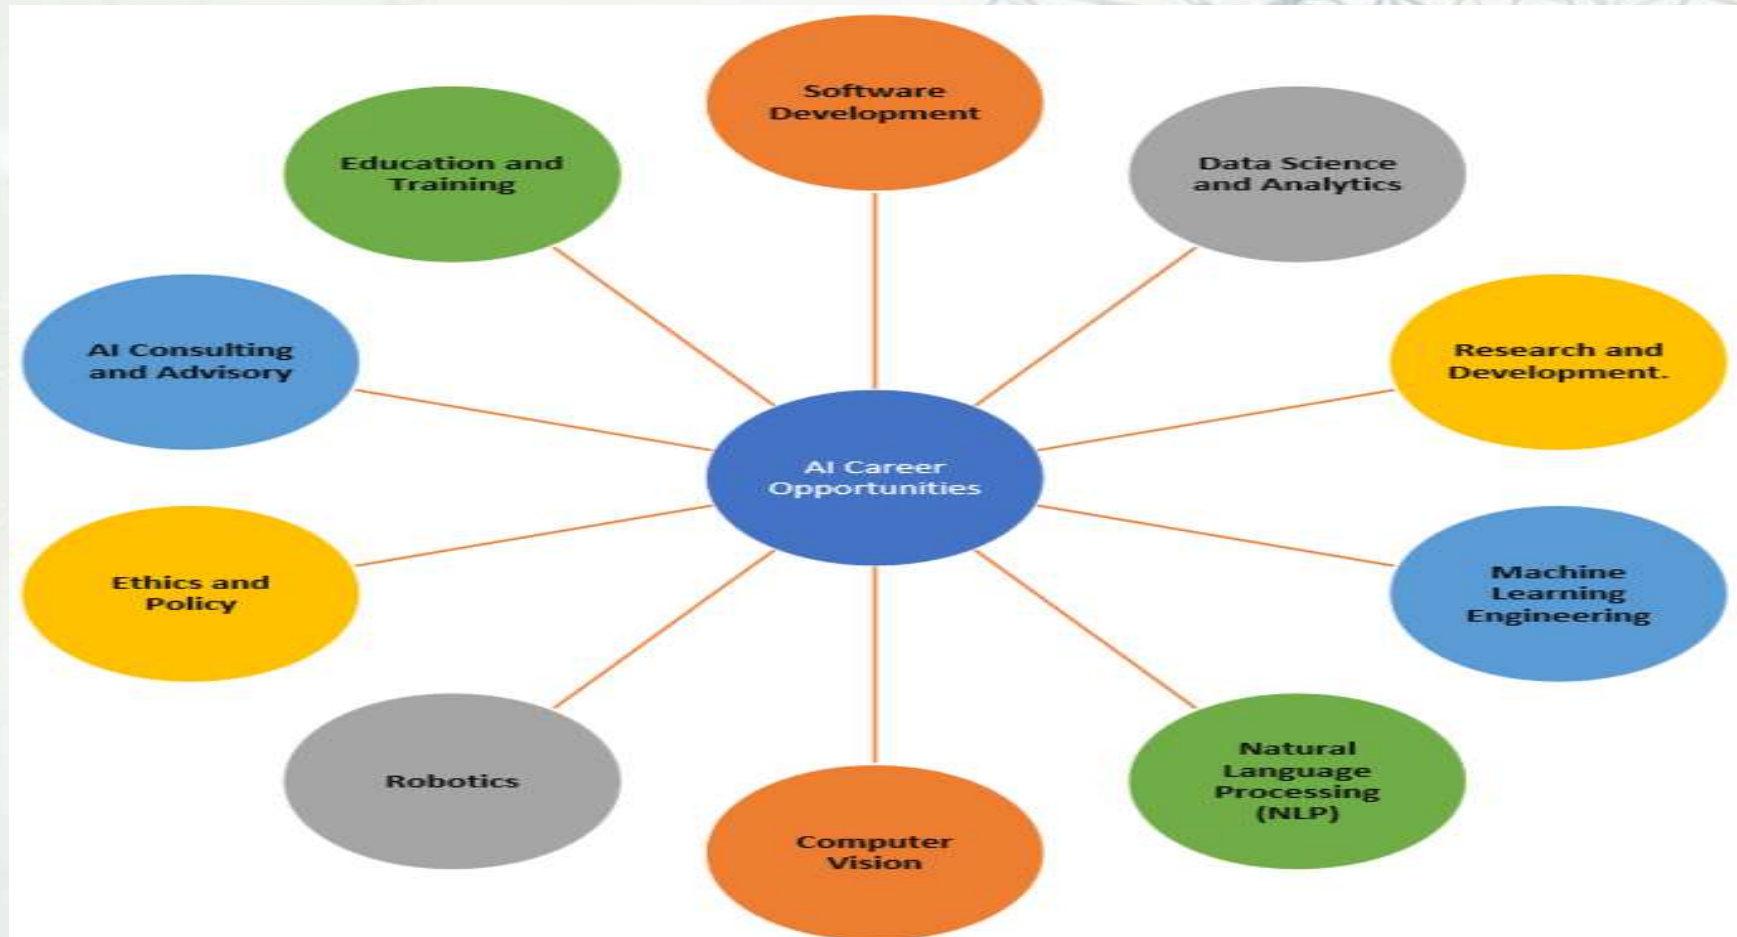 Software
Development
Education and
Training
Data Science
and Analytics
AI Consulting
and Advisory
Research and
Development.
AI Career
Opportunities
Ethics and
Policy
Machine
Learning
Engineering
Robotics
Natural
Language
Processing
(NLP)
Computer
Vision